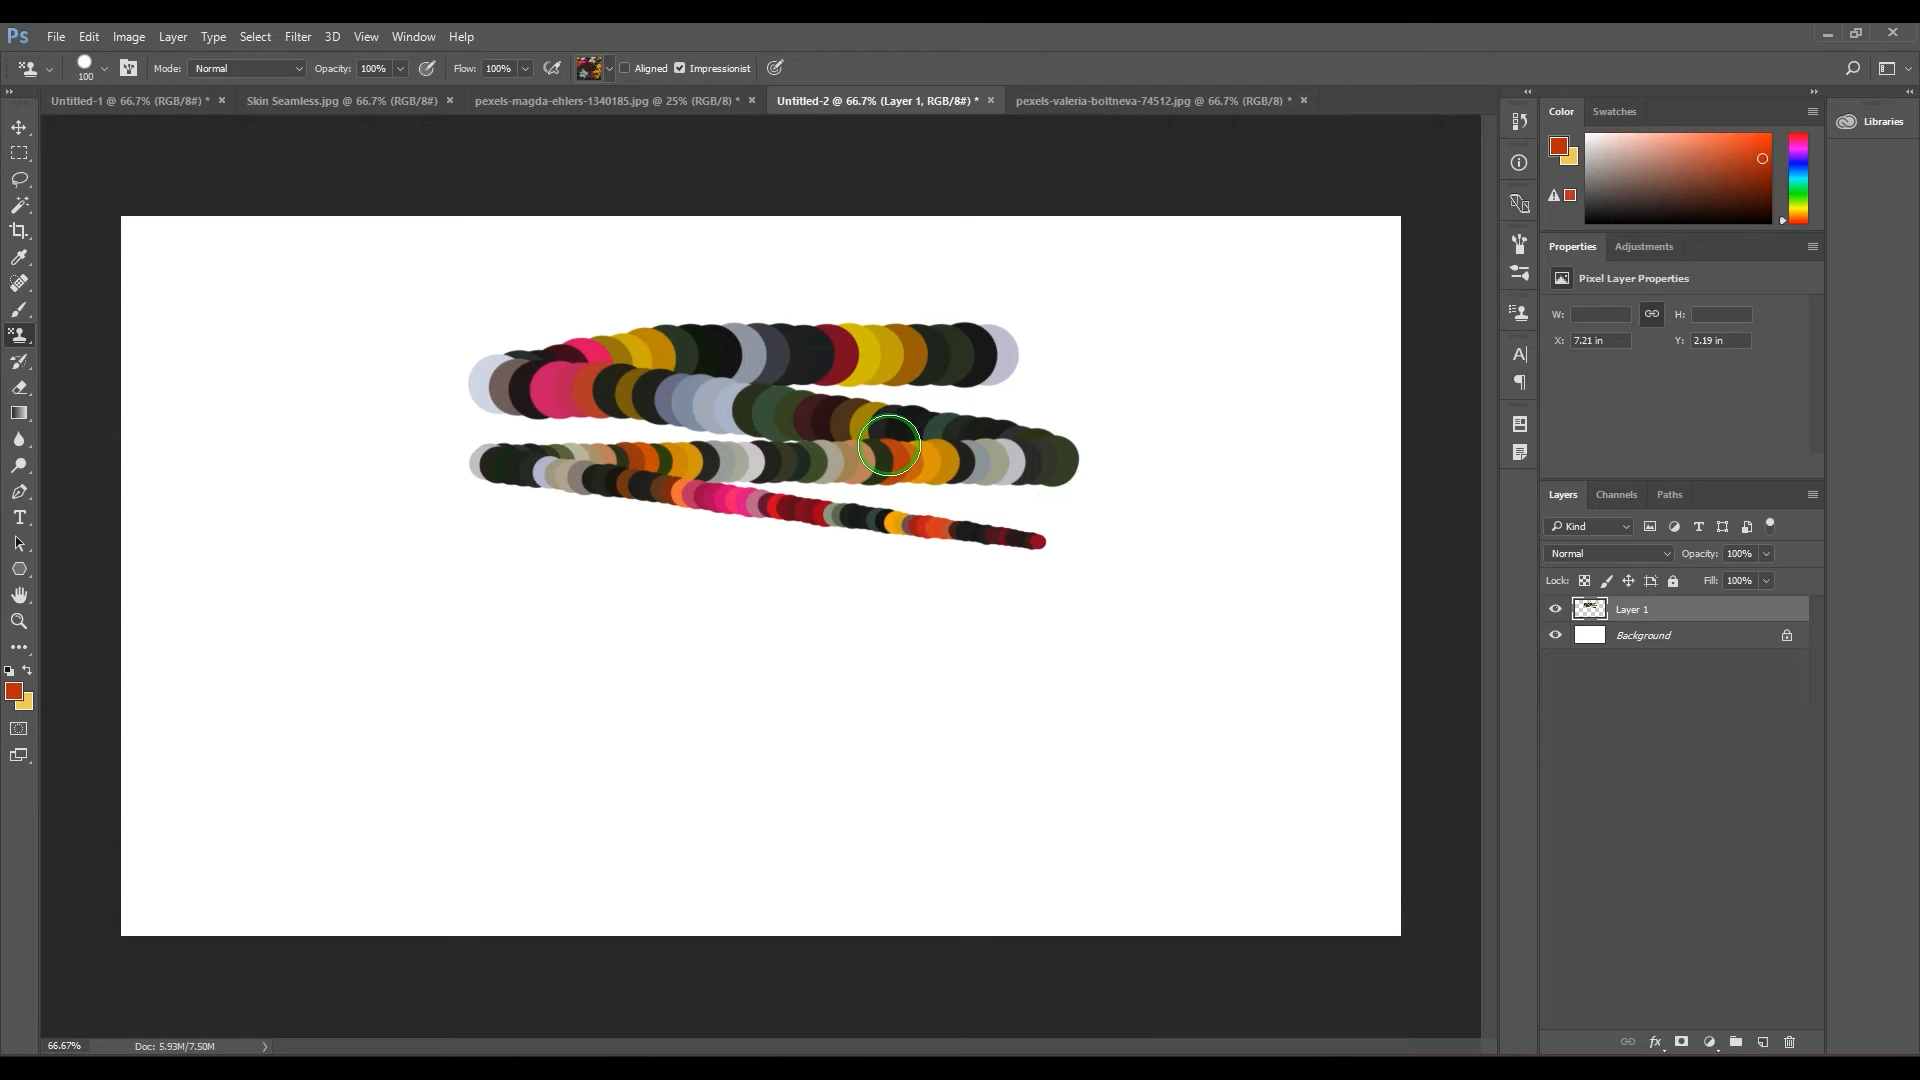 Ps File Edit Image Layer Type Select Filter 3D View Window Help
100 Mode: Normal Opacity: 100% Flow: 100% Aligned Impressionist
Untitled-1 @ 66.7% (RGB/8#) * × Skin Seamless.jpg @ 66.7% (RGB/8#) × pexels-magda-ehlers-1340185.jpg @ 25% (RGB/8) * × Untitled-2 @ 66.7% (Layer 1, RGB/8#) * × pexels-valeria-boltneva-74512.jpg @ 66.7% (RGB/8) * ×
Color Swatches
Libraries
Properties Adjustments
Pixel Layer Properties
W: H:
X: 7.21 in Y: 2.19 in
Layers Channels Paths
Kind
Normal Opacity: 100%
Lock: Fill: 100%
Layer 1
Background
66.67% Doc: 5.93M/7.50M